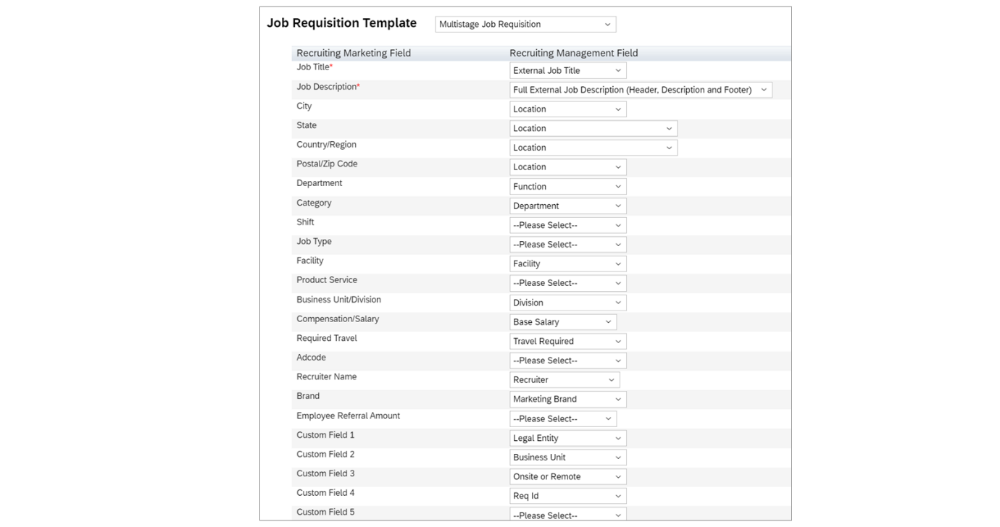 Job Requisition Template Multistage Job Requisition
Recruiting Marketing Field Recruiting Management Field
Job Title* External Job Title
Job Description* Full External Job Description (Header, Description and Footer)
City Location
State Location
Country/Region Location
Postal/Zip Code Location
Department Function
Category Department
Shift --Please Select--
Job Type --Please Select--
Facility Facility
Product Service --Please Select--
Business Unit/Division Division
Compensation/Salary Base Salary
Required Travel Travel Required
Adcode --Please Select--
Recruiter Name Recruiter
Brand Marketing Brand
Employee Referral Amount --Please Select--
Custom Field 1 Legal Entity
Custom Field 2 Business Unit
Custom Field 3 Onsite or Remote
Custom Field 4 Req Id
Custom Field 5 --Please Select--